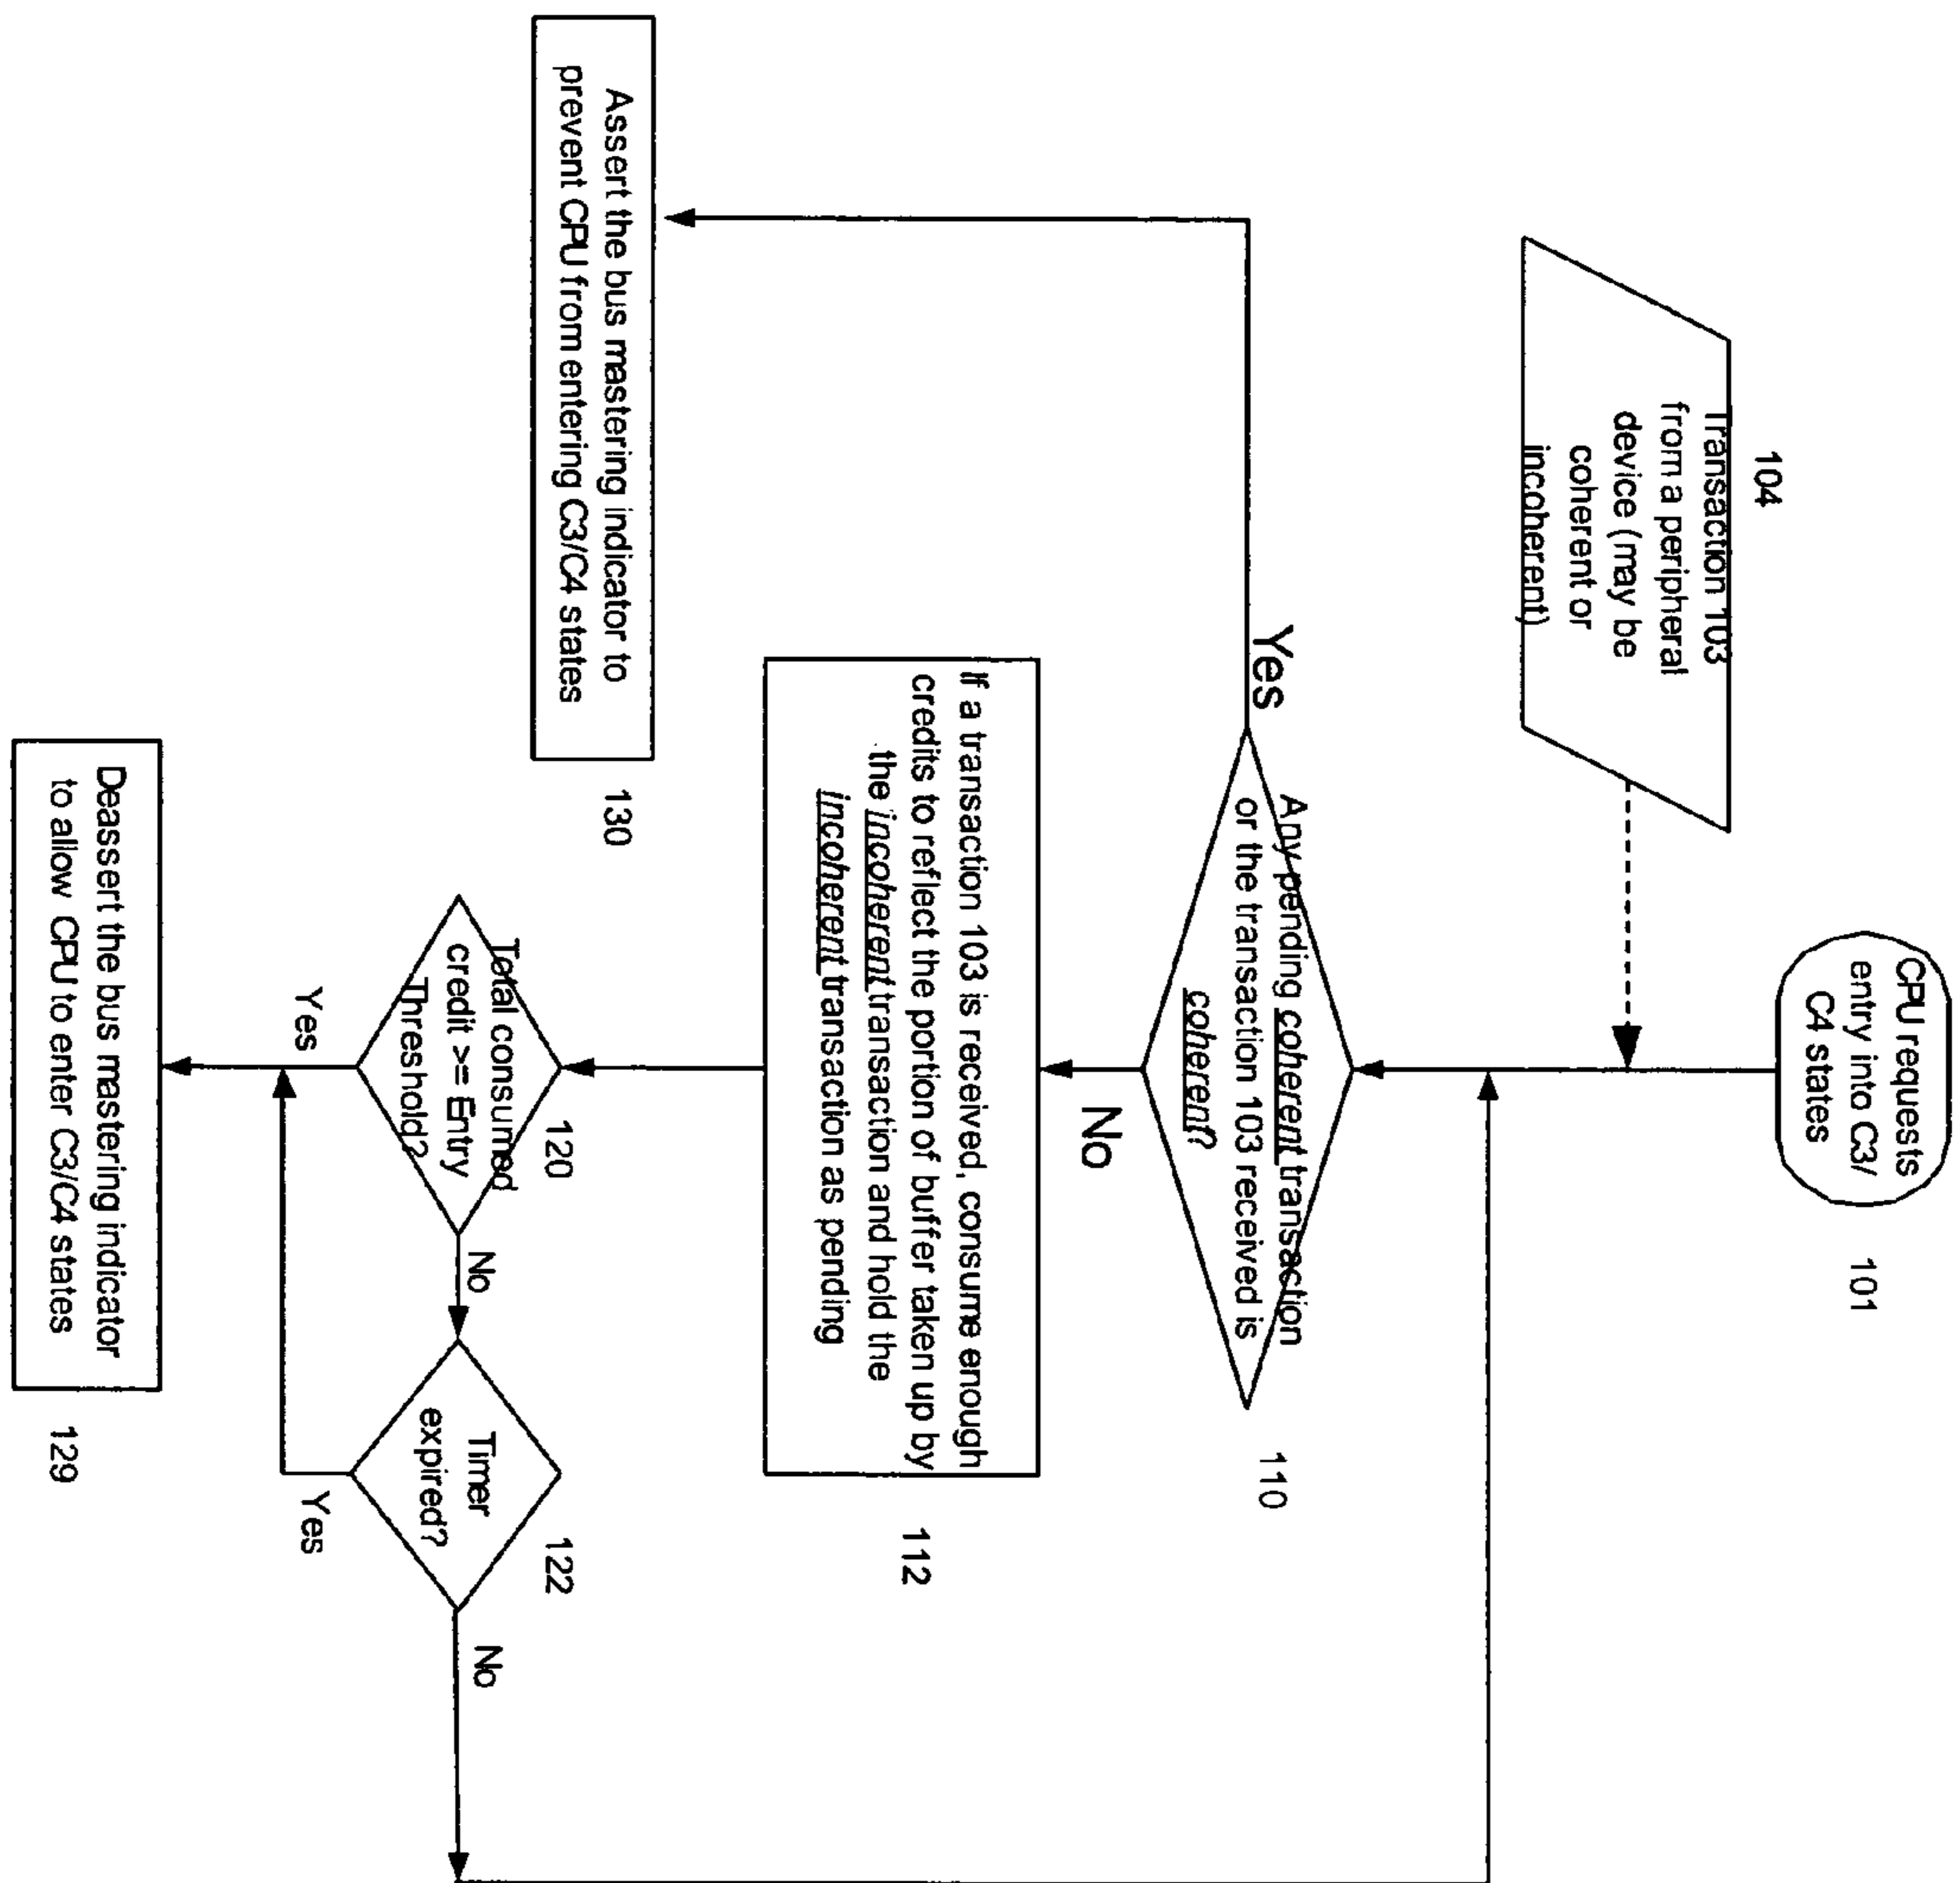 CPU requests
entry into C3/
C4 states
101
104
Transaction 103
from a peripheral
device (may be
coherent or
incoherent)
Any pending coherent transaction
or the transaction 103 received is
coherent?
110
Yes
No
If a transaction 103 is received, consume enough
credits to reflect the portion of buffer taken up by
the incoherent transaction and hold the
incoherent transaction as pending
112
Assert the bus mastering indicator to
prevent CPU from entering C3/C4 states
130
Total consumed
credit >= Entry
Threshold?
120
No
Timer
expired?
122
No
Yes
Yes
Deassert the bus mastering indicator
to allow CPU to enter C3/C4 states
129